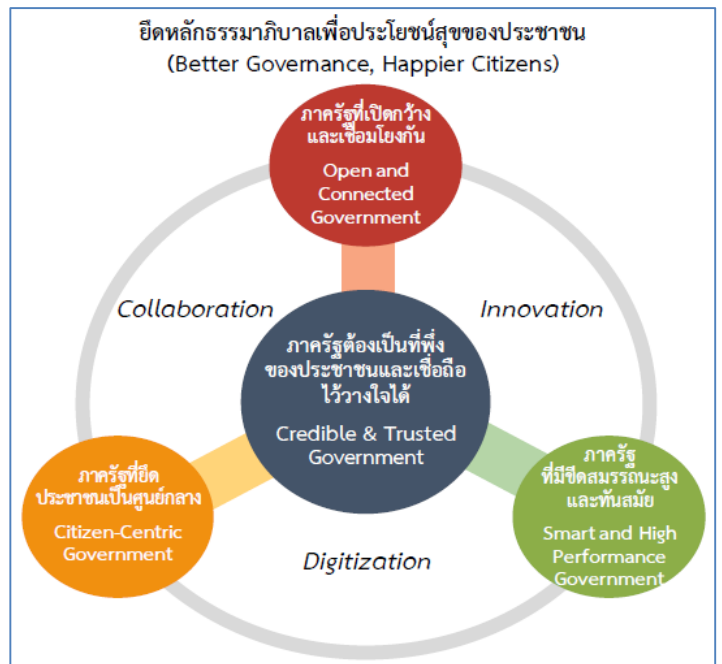 ยึดหลักธรรมาภิบาลเพื่อประโยชน์สุขของประชาชน
(Better Governance, Happier Citizens)
ภาครัฐที่เปิดกว้าง
และเชื่อมโยงกัน
Open and
Connected
Government
Collaboration
Innovation
ภาครัฐต้องเป็นที่พึ่ง
ของประชาชนและเชื่อถือ
ไว้วางใจได้
Credible & Trusted
Government
ภาครัฐที่ยึด
ประชาชนเป็นศูนย์กลาง
Citizen-Centric
Government
ภาครัฐ
ที่มีขีดสมรรถนะสูง
และทันสมัย
Smart and High
Performance
Government
Digitization